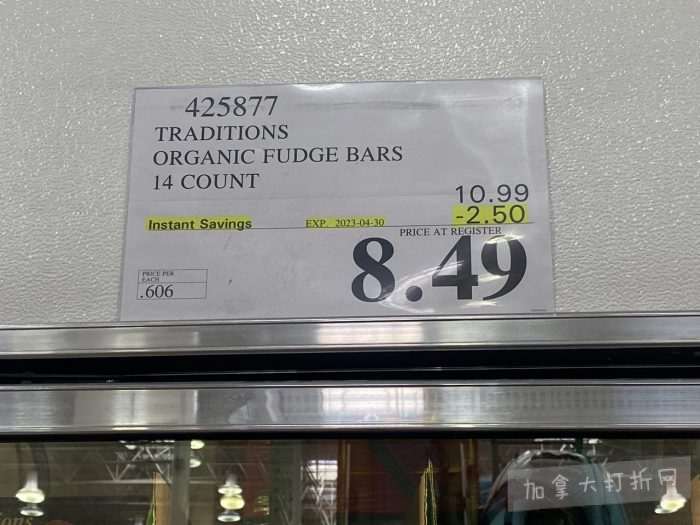 425877
TRADITIONS
ORGANIC FUDGE BARS
14 COUNT
10.99
-2.50
Instant Savings EXP. 2023-04-30
PRICE AT REGISTER
8.49
PRICE PER
EACH
.606
加拿大打折网